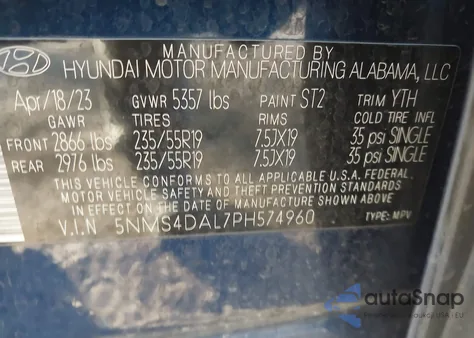 MANUFACTURED BY
HYUNDAI MOTOR MANUFACTURING ALABAMA, LLC
Apr/18/23 GVWR 5357 lbs PAINT ST2 TRIM YTH
GAWR TIRES RIMS COLD TIRE INFL
FRONT 2866 lbs 235/55R19 7.5JX19 35 psi SINGLE
REAR 2976 lbs 235/55R19 7.5JX19 35 psi SINGLE
THIS VEHICLE CONFORMS TO ALL APPLICABLE U.S.A. FEDERAL
MOTOR VEHICLE SAFETY AND THEFT PREVENTION STANDARDS
IN EFFECT ON THE DATE OF MANUFACTURE SHOWN ABOVE.
V.I.N 5NMS4DAL7PH574960 TYPE: MPV
autoSnap
USA EU